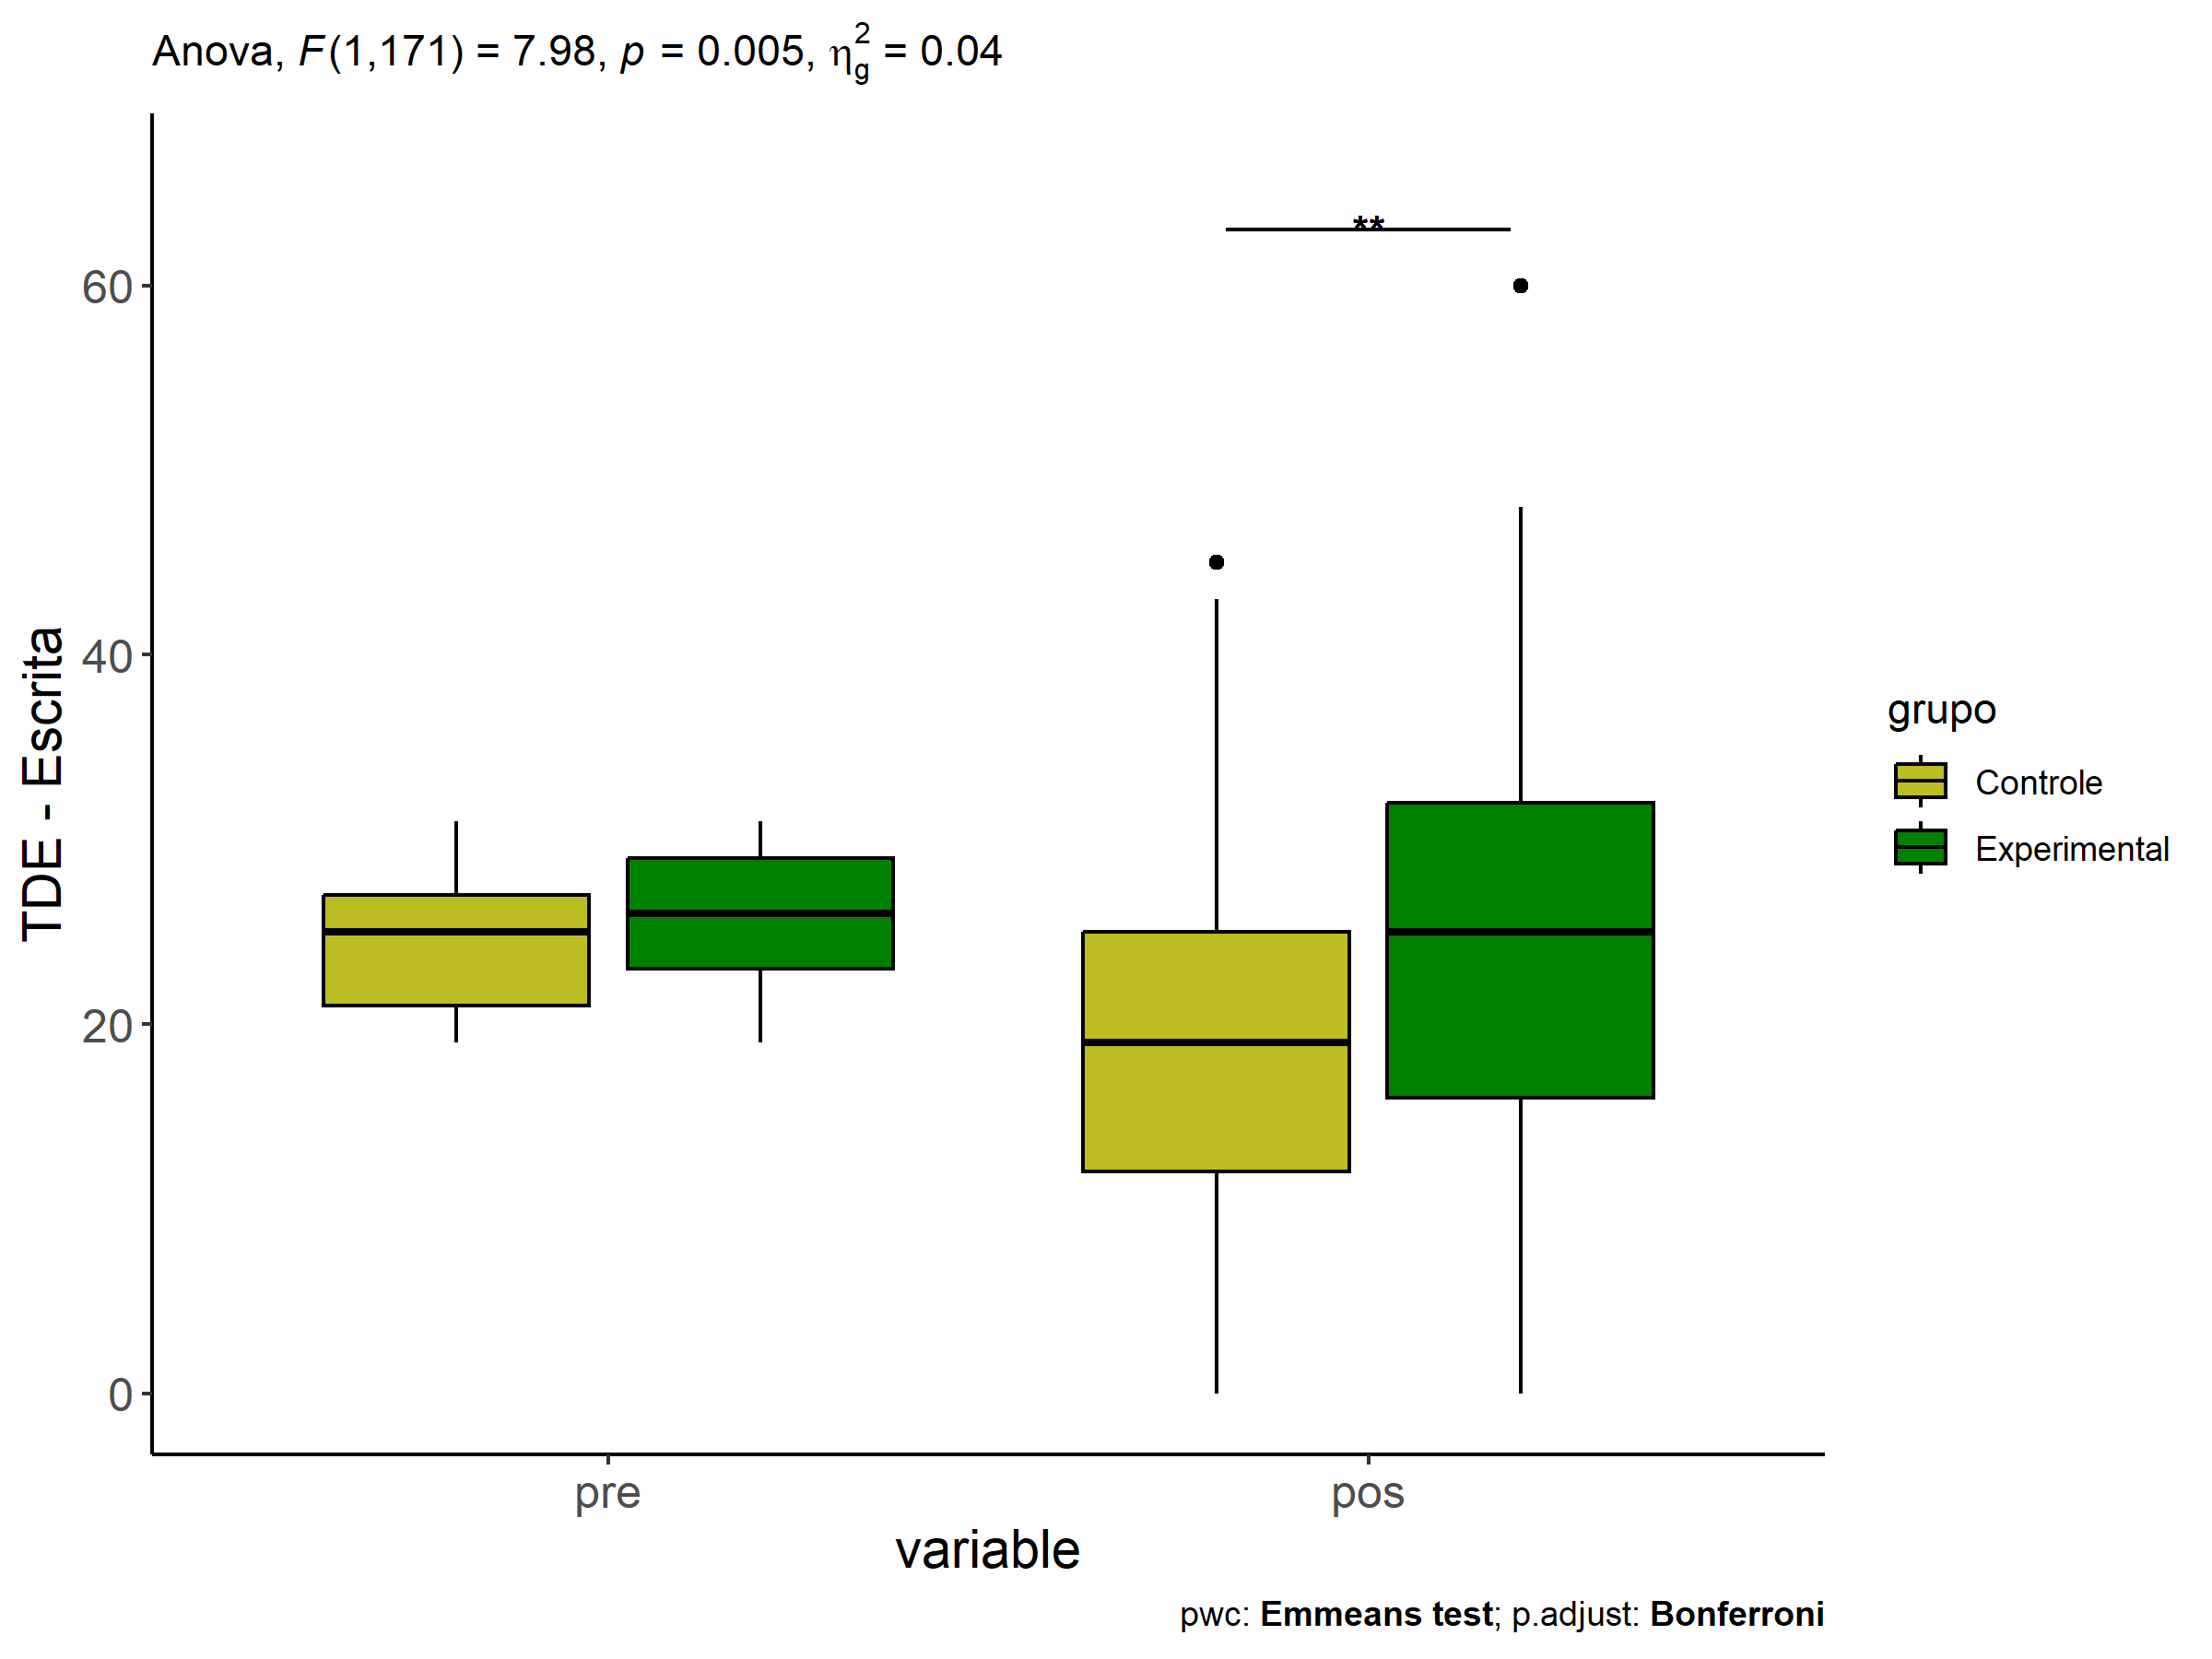 Anova, F(1,171) = 7.98, p = 0.005, η²g = 0.04
**
60
40
20
0
TDE - Escrita
pre
pos
variable
grupo
Controle
Experimental
pwc: Emmeans test; p.adjust: Bonferroni